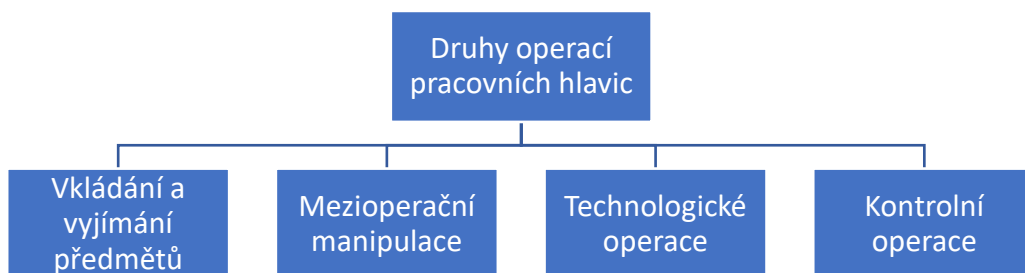 Druhy operací
pracovních hlavic
Vkládání a
vyjímání
předmětů
Mezioperační
manipulace
Technologické
operace
Kontrolní
operace